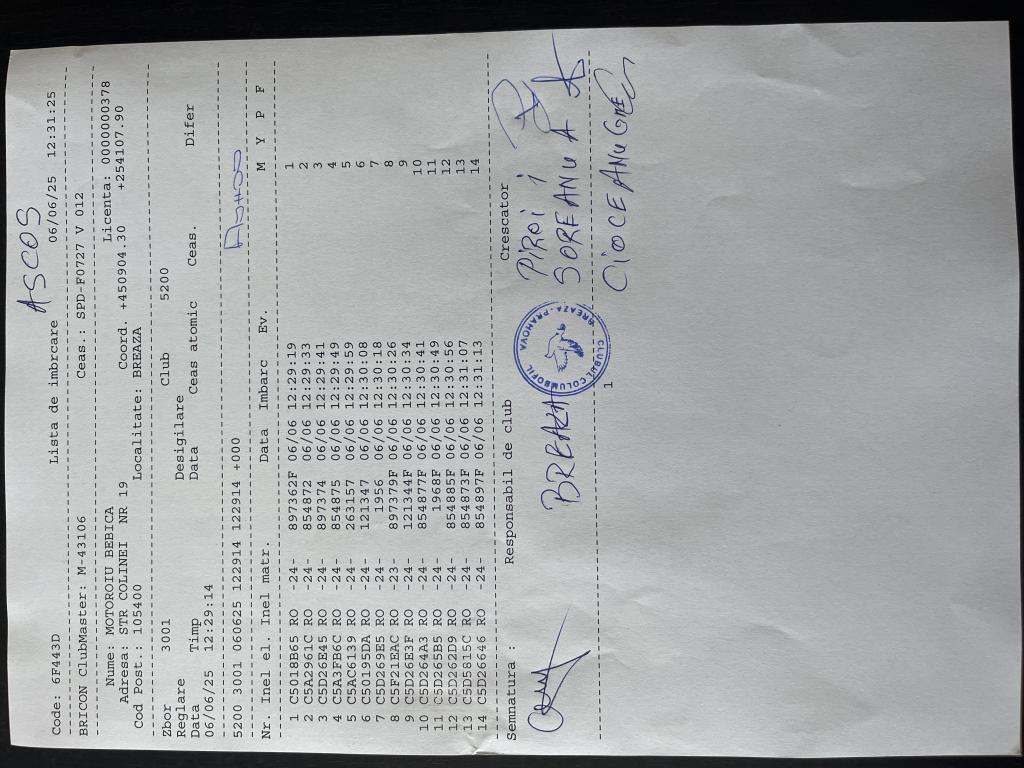 ASCOS
Code: 6F443D Lista de imbrcare 06/06/25 12:31:25
BRICON ClubMaster: M-43106 Ceas.: SPD-F0727 V 012
Nume: MOTOROIU BEBICA Licenta: 0000000378
Adresa: STR COLINEI NR 19 Coord. +450904.30 +254107.90
Cod Post.: 105400 Localitate: BREAZA
Zbor 3001 Club 5200
Reglare Desigilare
Data Timp Data Ceas atomic Ceas. Difer
06/06/25 12:29:14
5200 3001 060625 122914 122914 +000
Nr. Inel el. Inel matr. Data Imbarc Ev. M Y P F
1 C5018B65 RO -24- 897362F 06/06 12:29:19 1
2 C5A2961C RO -24- 854872 06/06 12:29:33 2
3 C5D26E45 RO -24- 897374 06/06 12:29:41 3
4 C5A3FB6C RO -24- 854875 06/06 12:29:49 4
5 C5AC6139 RO -24- 263157 06/06 12:29:59 5
6 C50195DA RO -24- 121347 06/06 12:30:08 6
7 C5D269E5 RO -24- 1956 06/06 12:30:18 7
8 C5F21EAC RO -23- 897379F 06/06 12:30:26 8
9 C5D26E3F RO -24- 121344F 06/06 12:30:34 9
10 C5D264A3 RO -24- 854877F 06/06 12:30:41 10
11 C5D265B5 RO -24- 1968F 06/06 12:30:49 11
12 C5D262D9 RO -24- 854885F 06/06 12:30:56 12
13 C5D5815C RO -24- 854873F 06/06 12:31:07 13
14 C5D26646 RO -24- 854897F 06/06 12:31:13 14
Semnatura : Responsabil de club Crescator
BREAZA PIROI I
SOREANU A
CIOCEANU GHE
CLUBUL COLUMBOFIL BREAZA-PRAHOVA
1